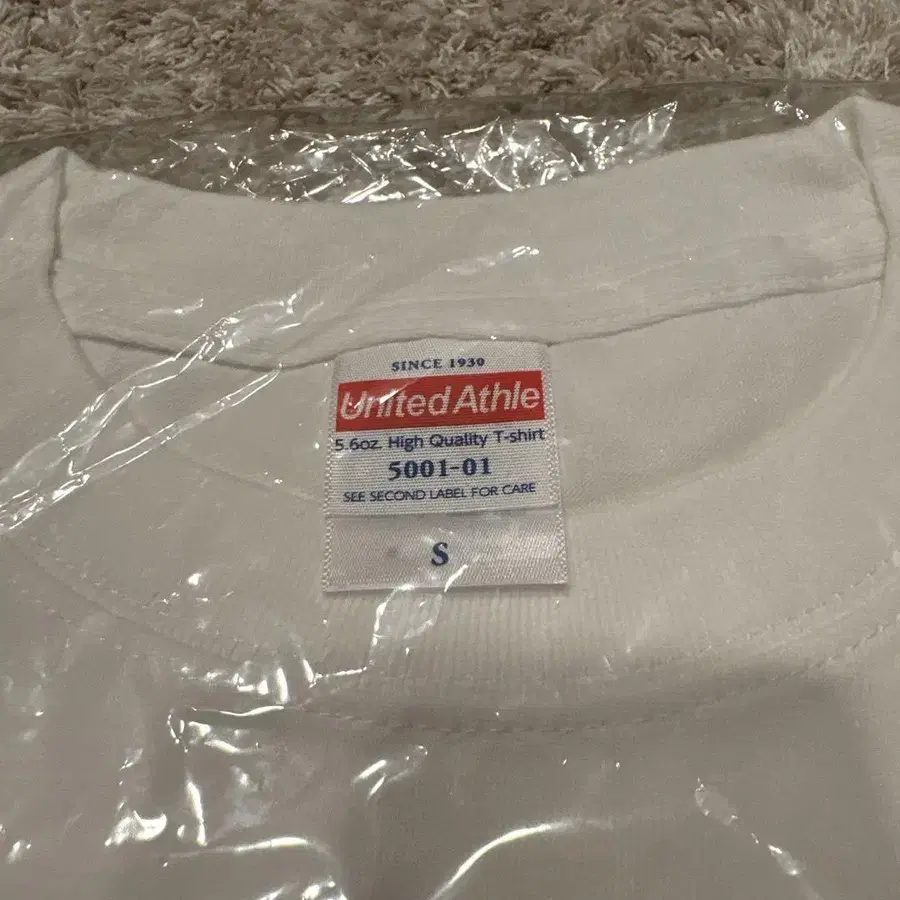 SINCE 1930
United Athle
5.6oz. High Quality T-shirt
5001-01
SEE SECOND LABEL FOR CARE
S